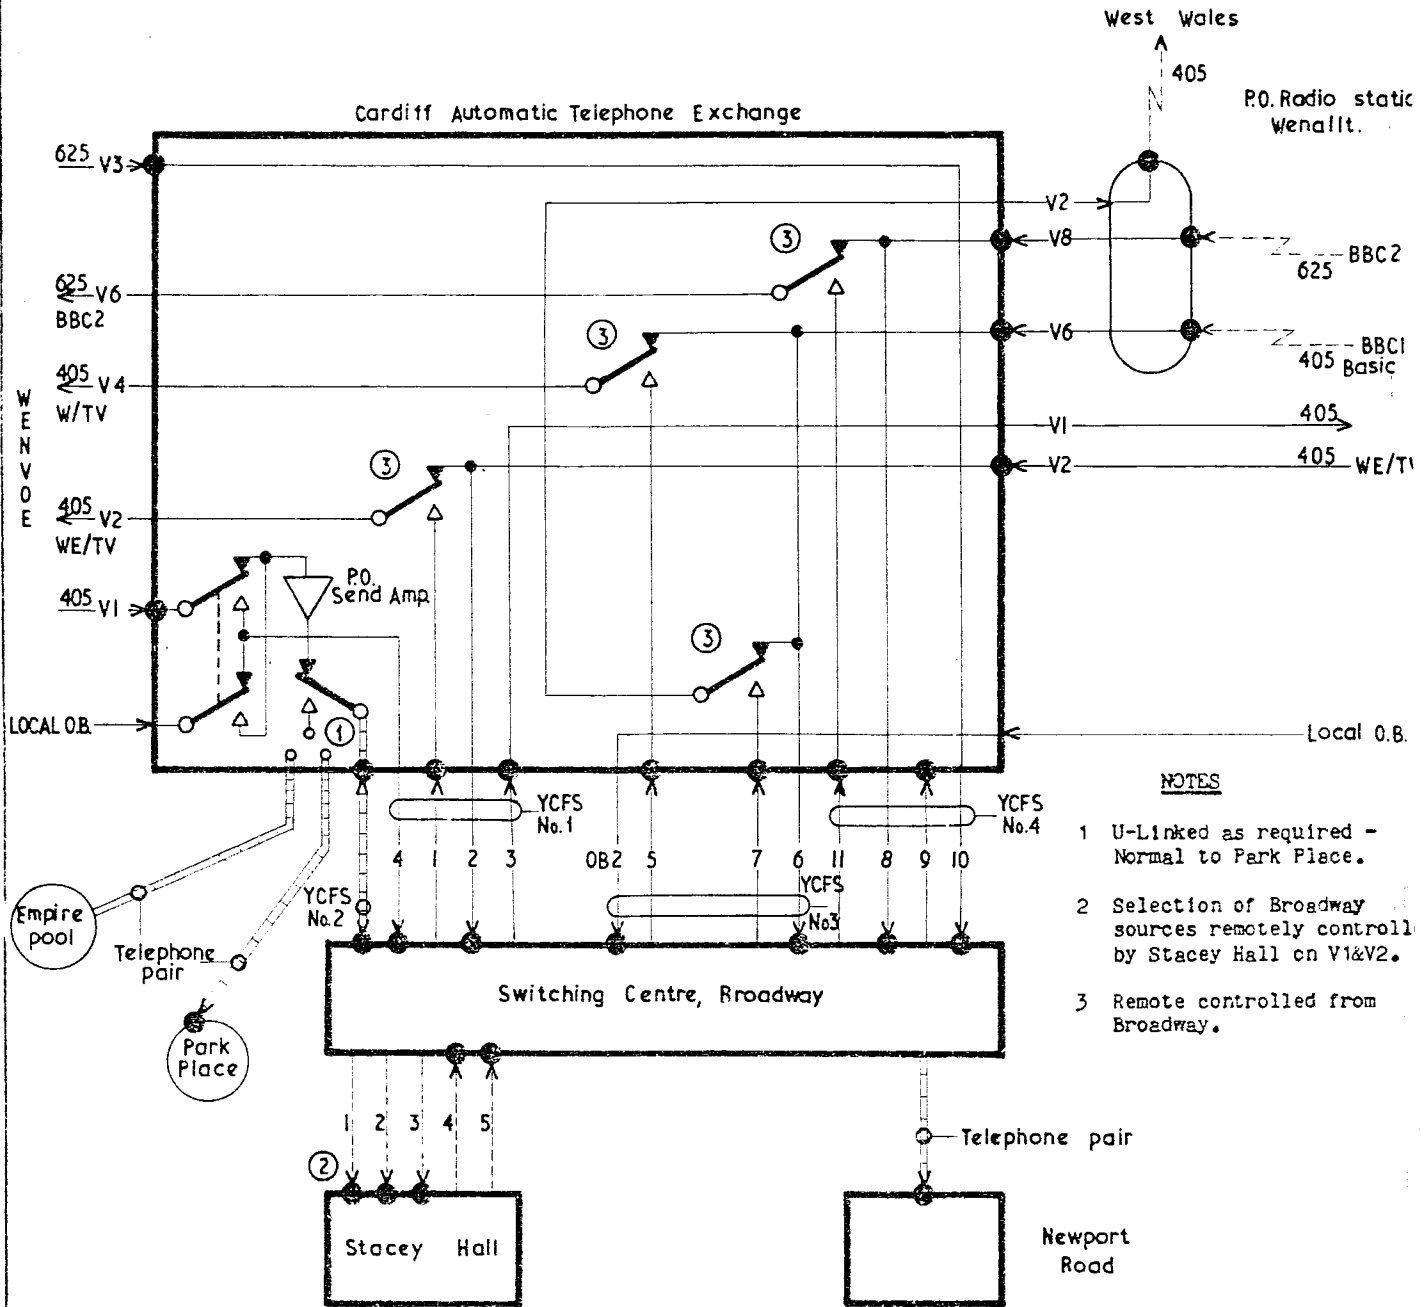 West Wales
405
P.O. Radio static
Wenallt.
Cardiff Automatic Telephone Exchange
625 V3
V2
V8
625 BBC2
3
625 V6
BBC2
3
V6
405 BBC1
Basic
405 V4
W/TV
V1 405
WENVOE
3
V2 405 WE/TV
405 V2
WE/TV
P.O.
Send Amp
405 V1
3
LOCAL O.B.
1
Local O.B.
YCFS
No.1
YCFS
No.4
4 1 2 3 OB2 5 7 6 11 8 9 10
YCFS
No.2
YCFS
No3
Empire
pool
Telephone
pair
Park
Place
Switching Centre, Broadway
NOTES
1 U-Linked as required -
Normal to Park Place.
2 Selection of Broadway
sources remotely controll
by Stacey Hall on V1&V2.
3 Remote controlled from
Broadway.
1 2 3 4 5
2
Telephone pair
Stacey Hall
Newport
Road